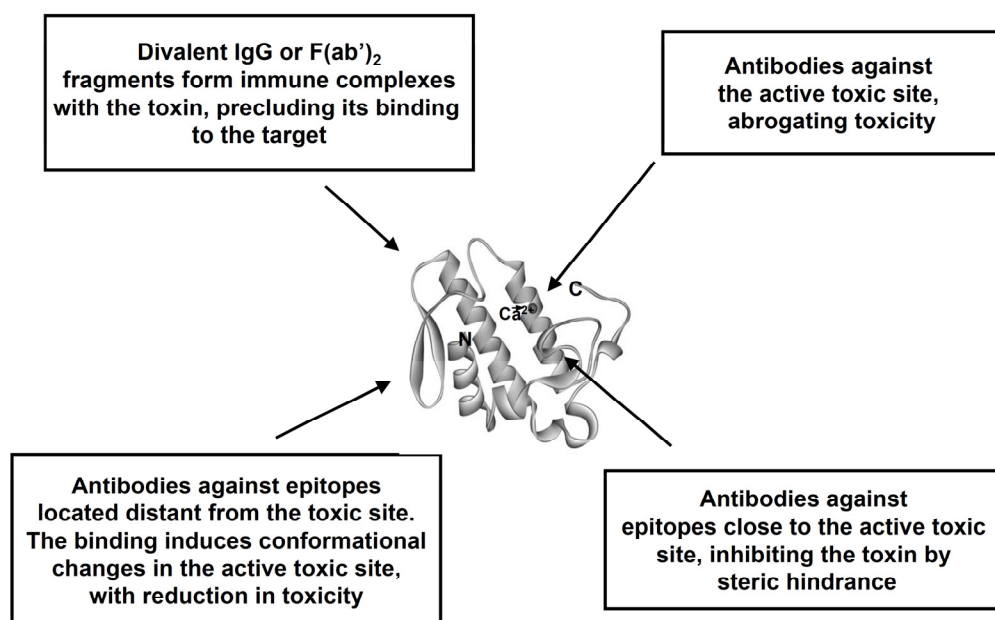 Divalent IgG or F(ab’)₂
fragments form immune complexes
with the toxin, precluding its binding
to the target
Antibodies against
the active toxic site,
abrogating toxicity
C
Ca²⁺
N
Antibodies against epitopes
located distant from the toxic site.
The binding induces conformational
changes in the active toxic site,
with reduction in toxicity
Antibodies against
epitopes close to the active toxic
site, inhibiting the toxin by
steric hindrance